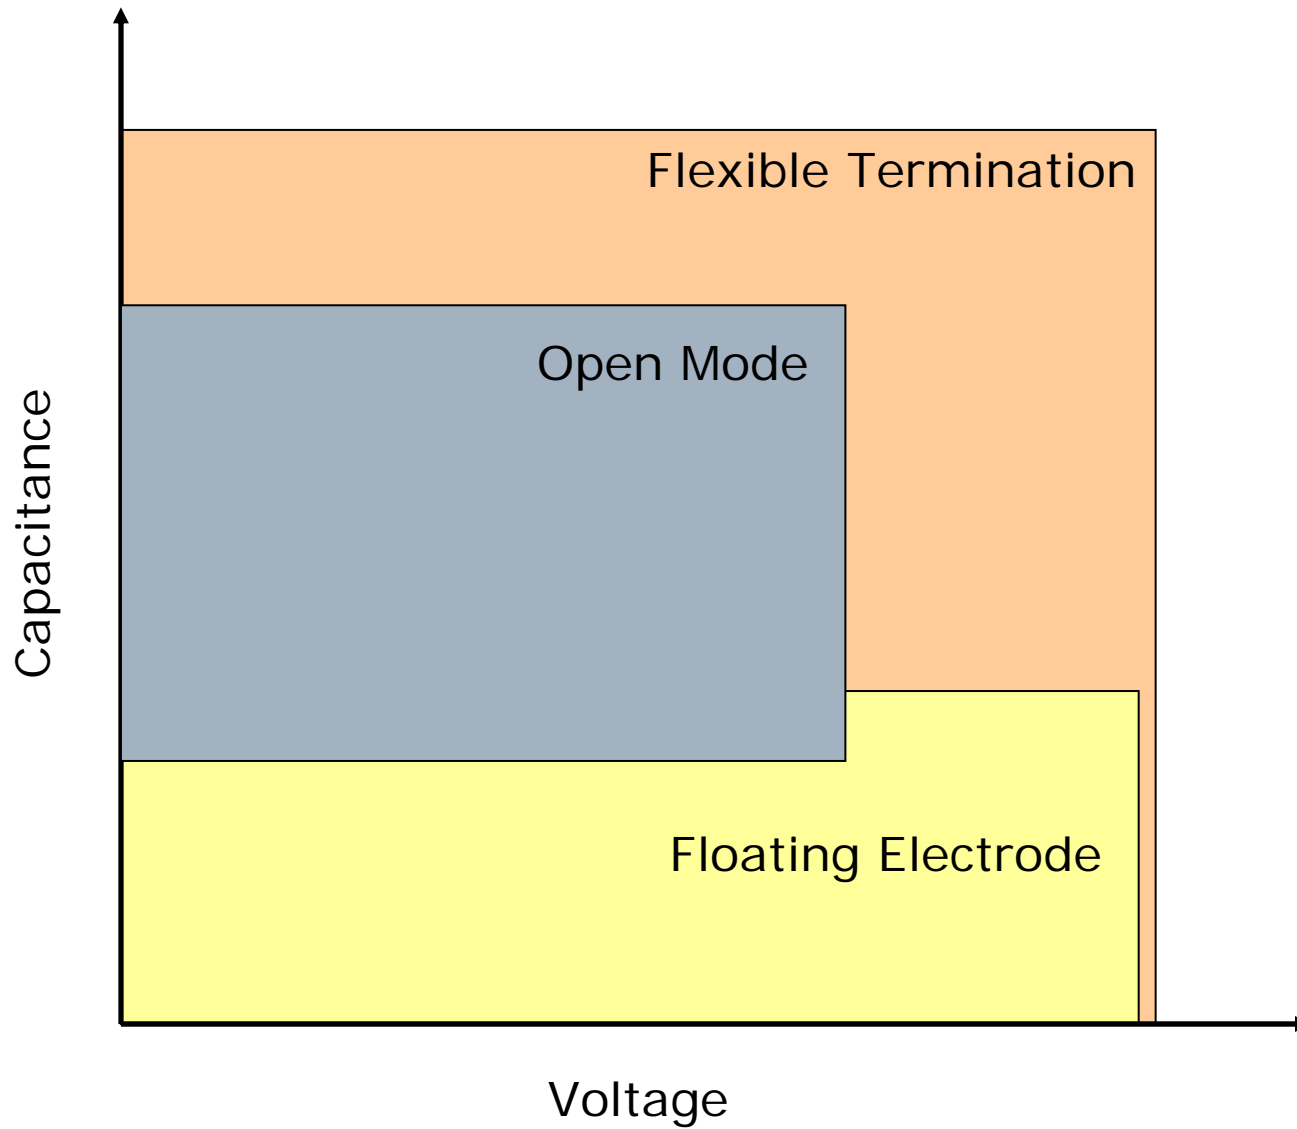 Flexible Termination
Open Mode
Capacitance
Floating Electrode
Voltage